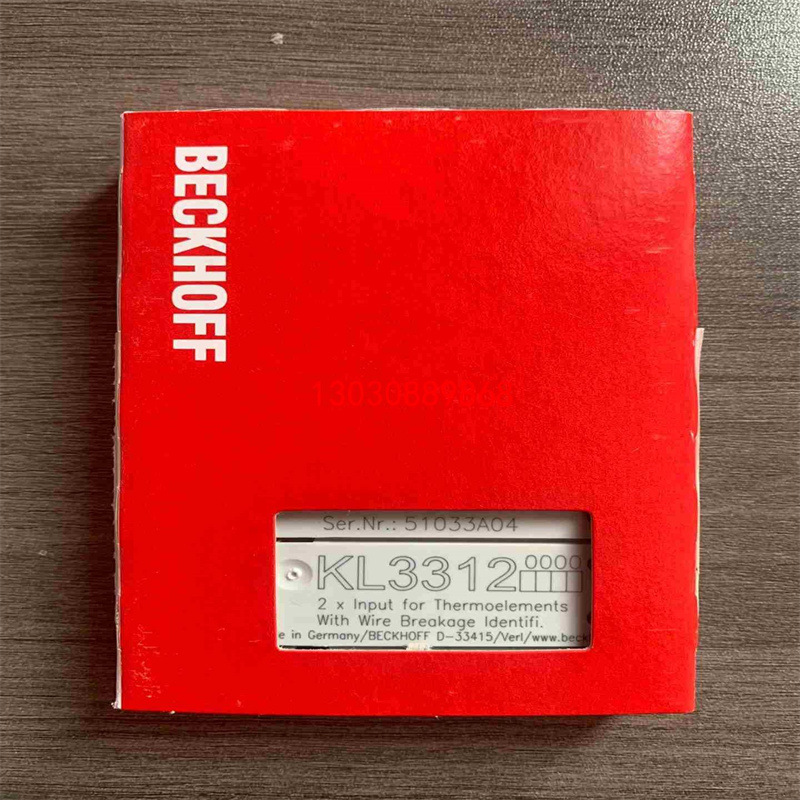 BECKHOFF
Ser.Nr.: 51033A04
KL3312 0000
2 x Input for Thermoelements
With Wire Breakage Identifi.
e in Germany/BECKHOFF D-33415/Verl/www.beck